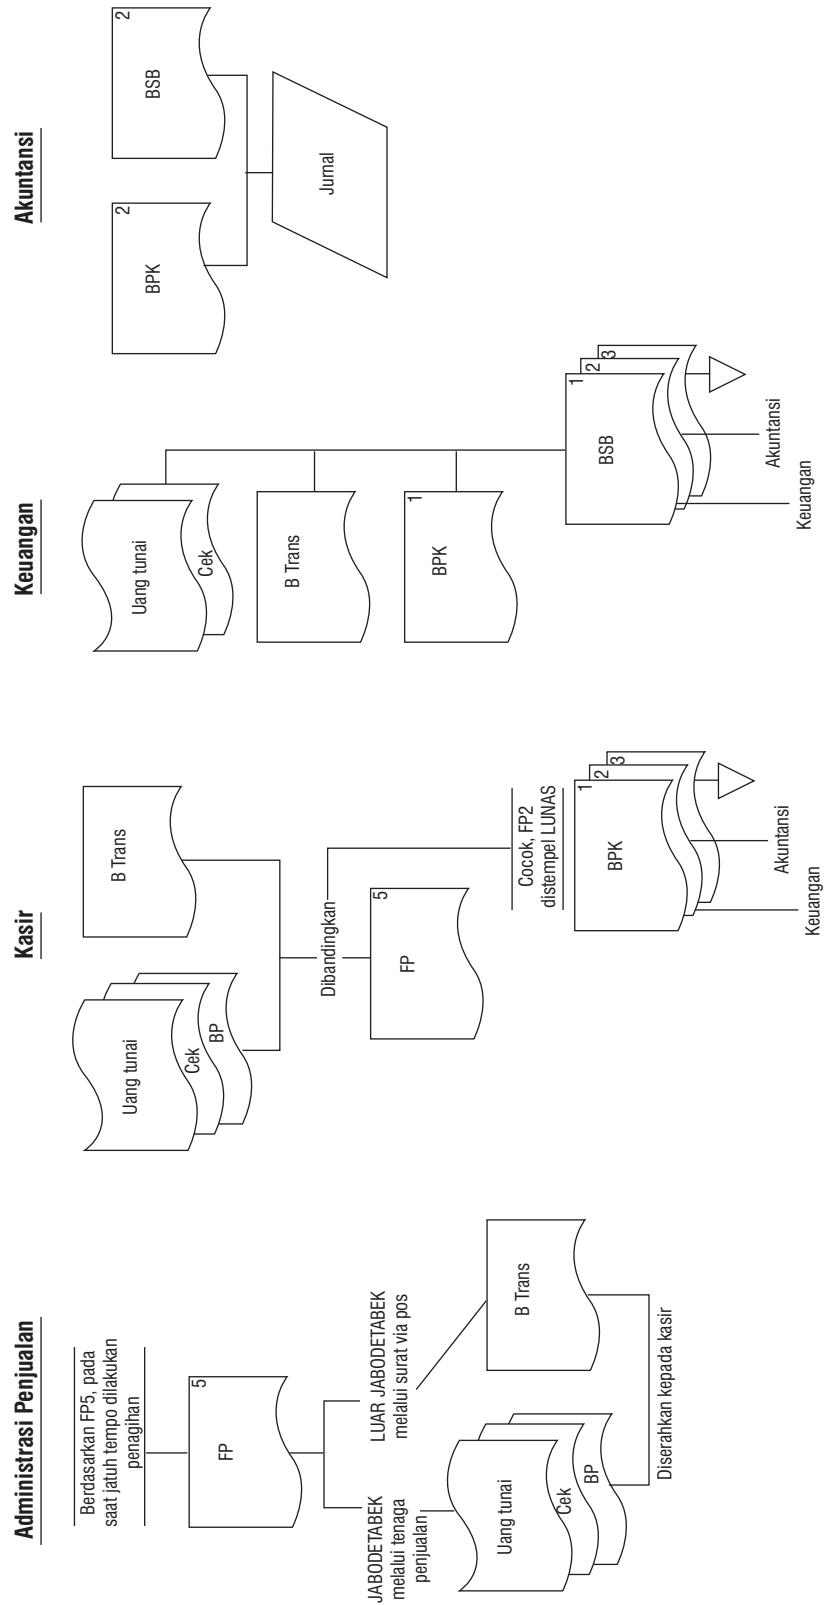 Administrasi Penjualan
Berdasarkan FP5, pada
saat jatuh tempo dilakukan
penagihan
5
FP
JABODETABEK
melalui tenaga
penjualan
LUAR JABODETABEK
melalui surat via pos
Uang tunai
Cek
BP
B Trans
Diserahkan kepada kasir
Kasir
Uang tunai
Cek
BP
B Trans
Dibandingkan
5
FP
Cocok, FP2
distempel LUNAS
1
2
3
BPK
Akuntansi
Keuangan
Keuangan
Uang tunai
Cek
B Trans
1
BPK
1
2
3
BSB
Akuntansi
Keuangan
Akuntansi
2
BPK
2
BSB
Jurnal